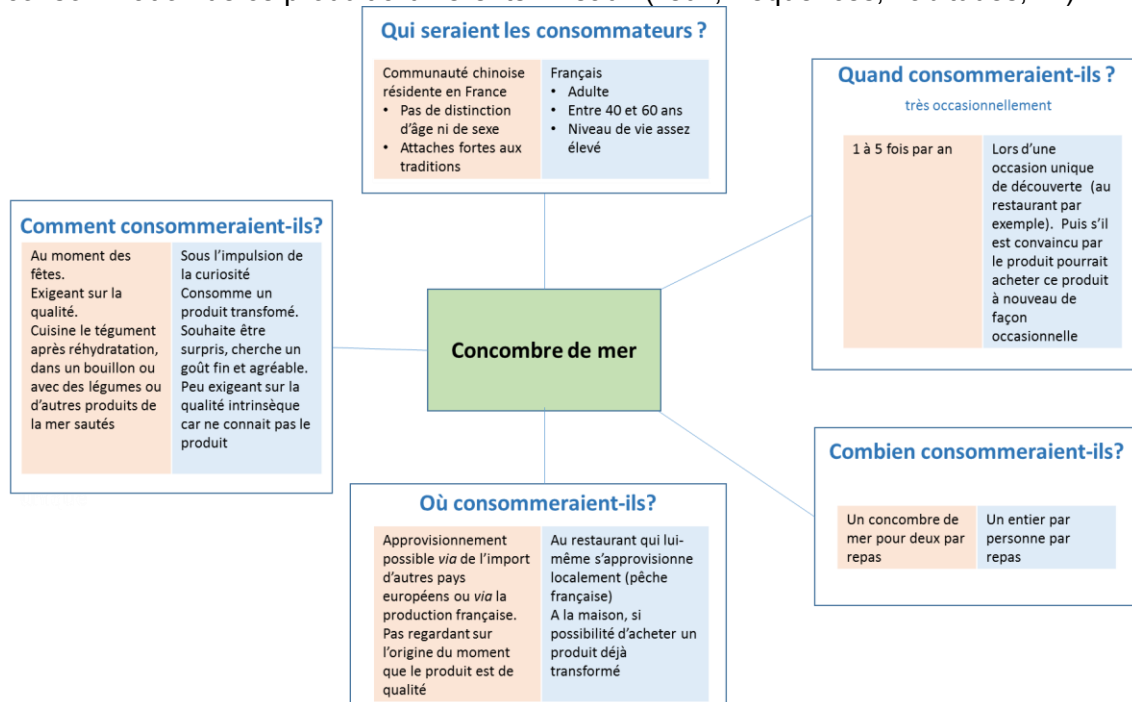 Qui seraient les consommateurs ?
Communauté chinoise
résidente en France
• Pas de distinction
d'âge ni de sexe
• Attaches fortes aux
traditions
Français
• Adulte
• Entre 40 et 60 ans
• Niveau de vie assez
élevé
Quand consommeraient-ils ?
très occasionnellement
1 à 5 fois par an
Lors d'une
occasion unique
de découverte (au
restaurant par
exemple). Puis s'il
est convaincu par
le produit pourrait
acheter ce produit
à nouveau de
façon
occasionnelle
Comment consommeraient-ils?
Au moment des
fêtes.
Exigeant sur la
qualité.
Cuisine le tégument
après réhydratation,
dans un bouillon ou
avec des légumes ou
d'autres produits de
la mer sautés
Sous l'impulsion de
la curiosité
Consomme un
produit transfomé.
Souhaite être
surpris, cherche un
goût fin et agréable.
Peu exigeant sur la
qualité intrinsèque
car ne connait pas le
produit
Concombre de mer
Combien consommeraient-ils?
Un concombre de
mer pour deux par
repas
Un entier par
personne par
repas
Où consommeraient-ils?
Approvisionnement
possible via de l'import
d'autres pays
européens ou via la
production française.
Pas regardant sur
l'origine du moment
que le produit est de
qualité
Au restaurant qui lui-
même s'approvisionne
localement (pêche
française)
A la maison, si
possibilité d'acheter un
produit déjà
transformé